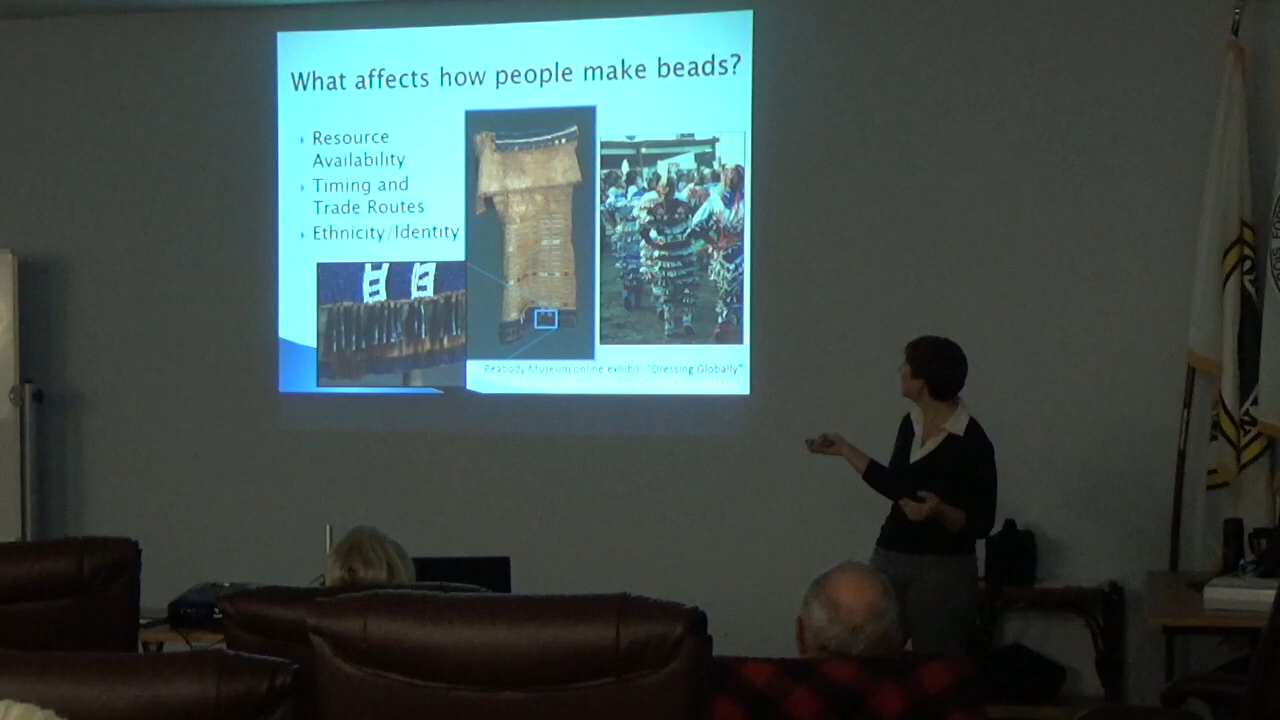 What affects how people make beads?
Resource
Availability
Timing and
Trade Routes
Ethnicity/Identity
Peabody Museum online exhibit: "Dressing Globally"